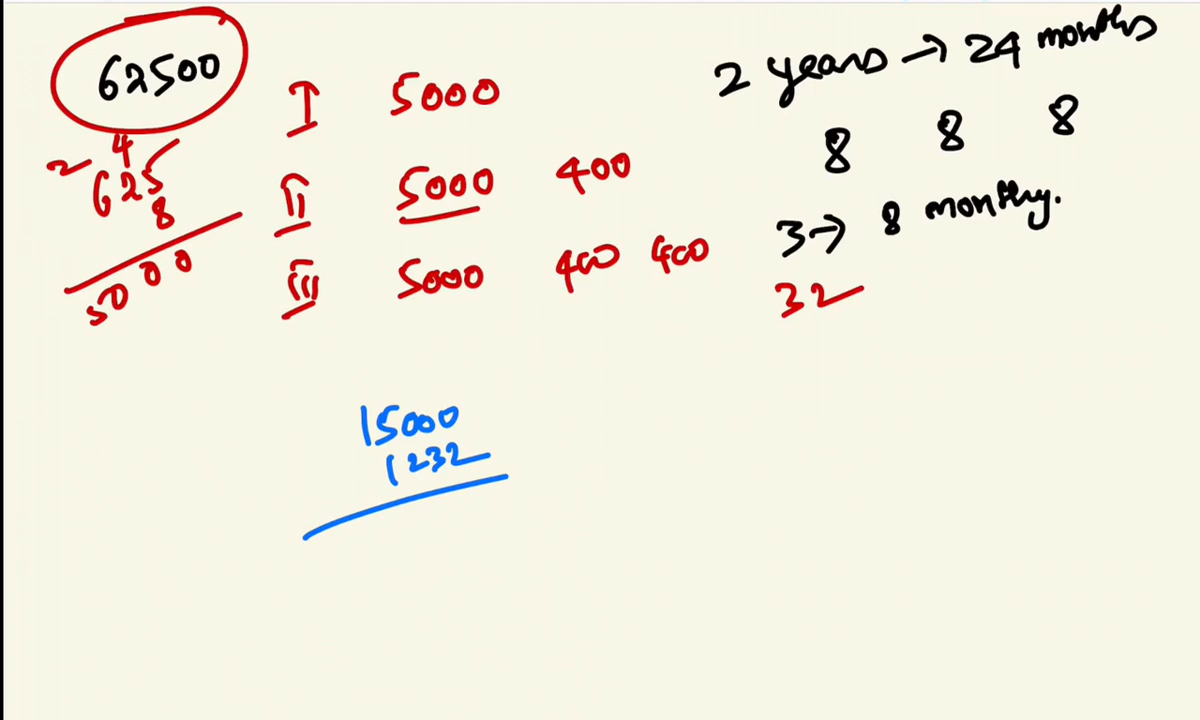 62500
I 5000
2 years → 24 months
8 8 8
2 4
625
8
5000
II 5000 400
3 → 8 monthy.
III 5000 400 400
32
15000
1232